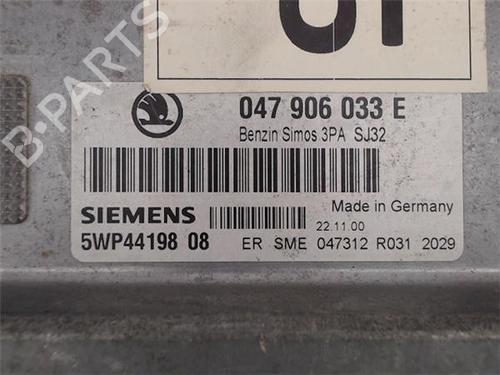 B-PARTS
047 906 033 E
Benzin Simos 3PA SJ32
SIEMENS
Made in Germany
22.11.00
5WP44198 08
ER SME 047312 R031 2029